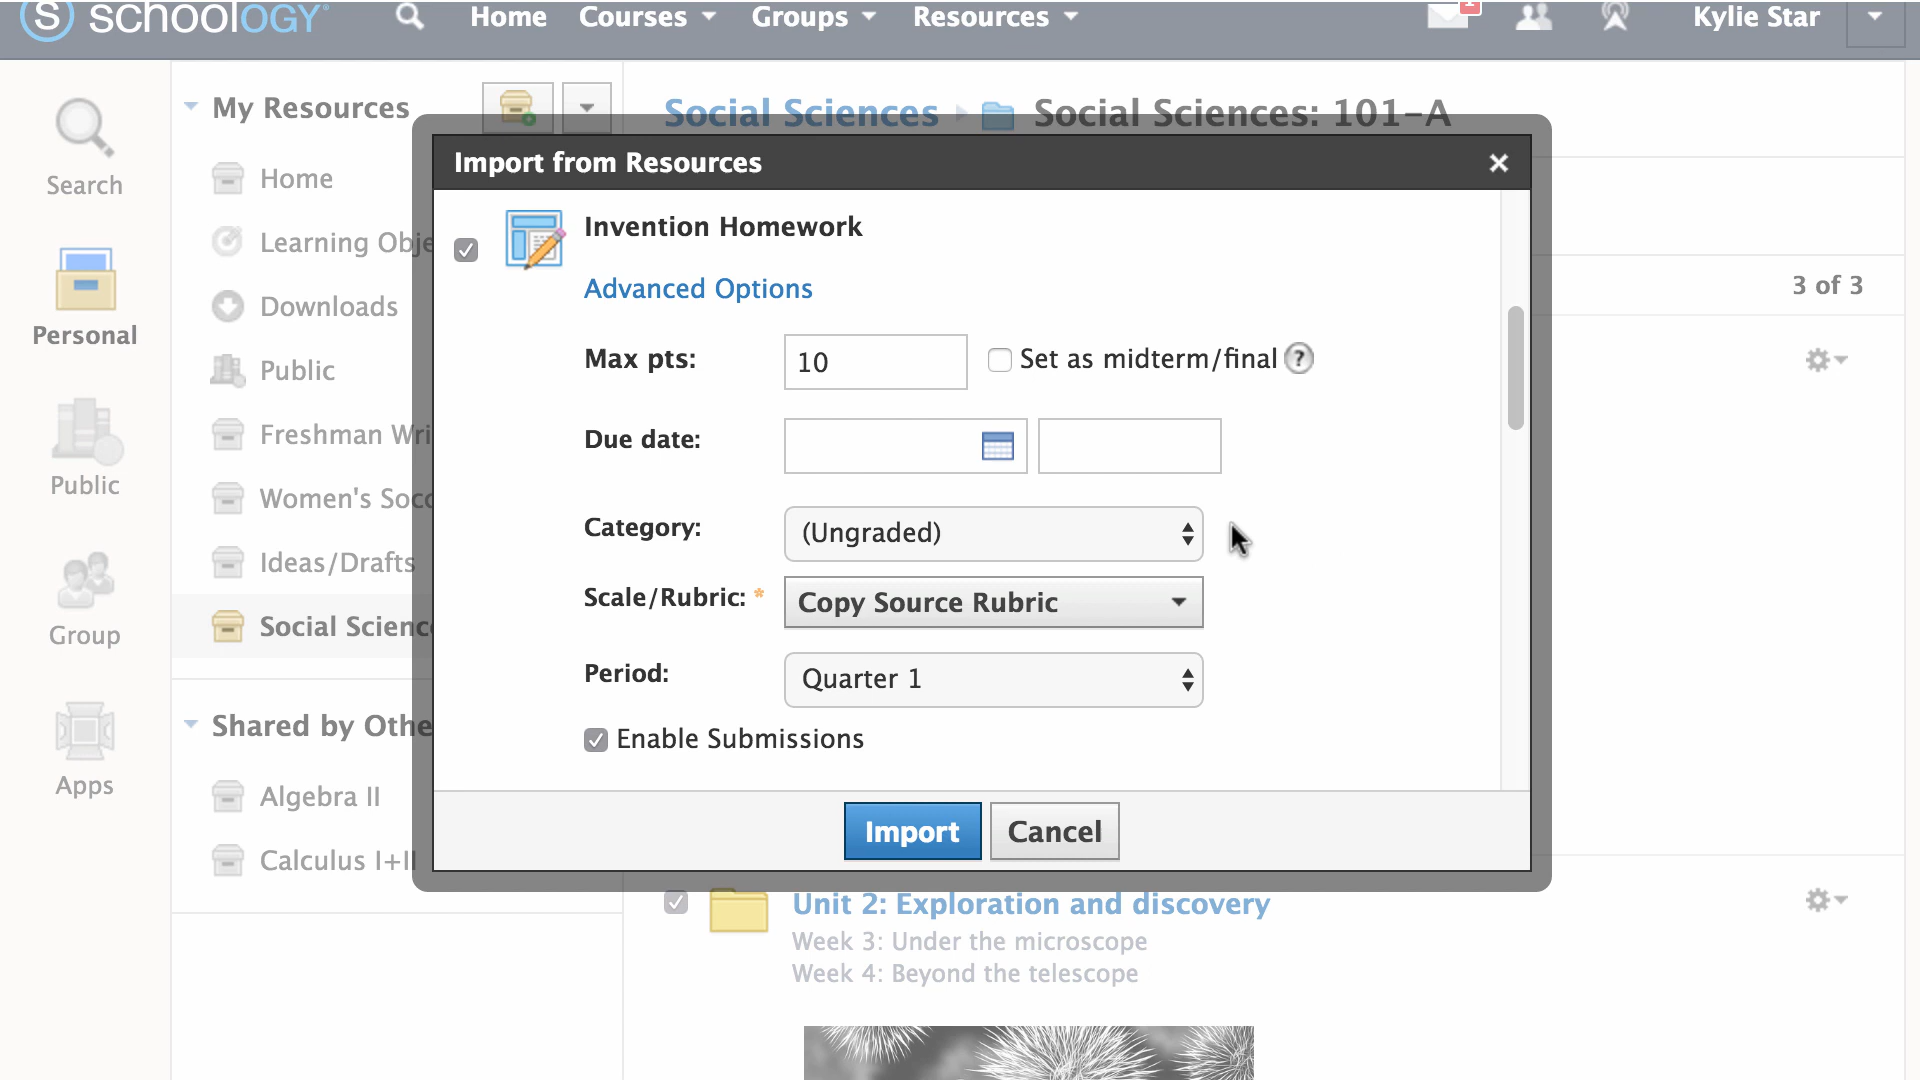 schoology
Home Courses Groups Resources
Kylie Star
Search
Personal
Public
Group
Apps
My Resources
Home
Learning Obje
Downloads
Public
Freshman Wri
Women's Socc
Ideas/Drafts
Social Scienc
Shared by Othe
Algebra II
Calculus I+II
Social Sciences Social Sciences: 101-A
3 of 3
Import from Resources ×
Invention Homework
Advanced Options
Max pts: 10 Set as midterm/final ?
Due date:
Category: (Ungraded)
Scale/Rubric: * Copy Source Rubric
Period: Quarter 1
Enable Submissions
Import Cancel
Unit 2: Exploration and discovery
Week 3: Under the microscope
Week 4: Beyond the telescope